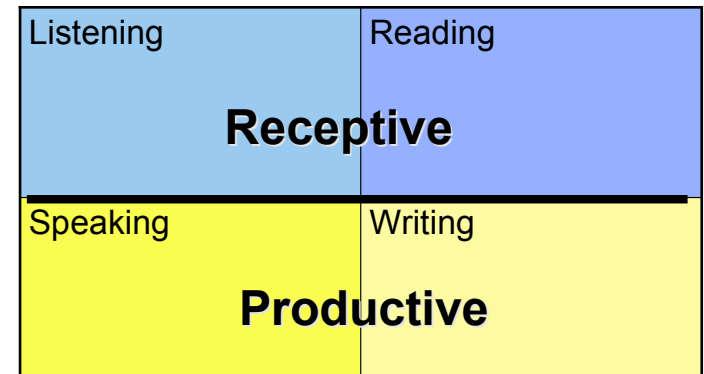 Listening Reading
Receptive
Speaking Writing
Productive